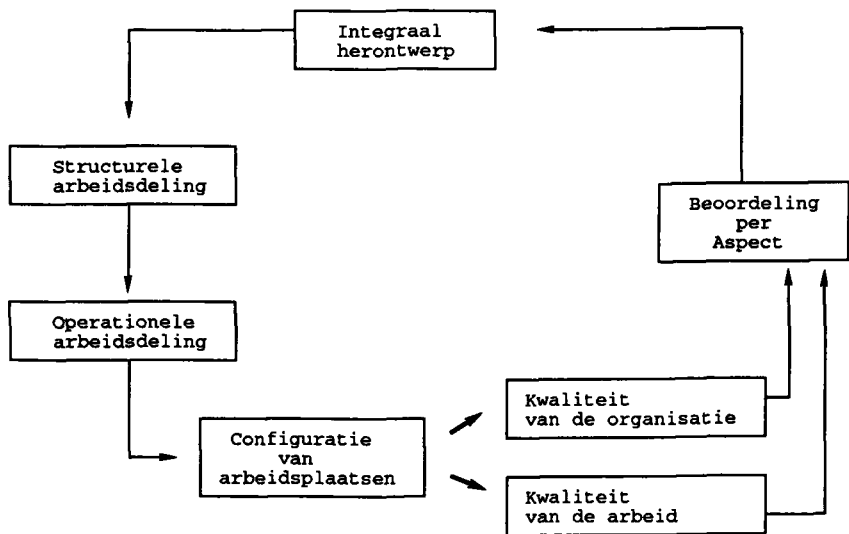 Integraal
herontwerp
Structurele
arbeidsdeling
Beoordeling
per
Aspect
Operationele
arbeidsdeling
Kwaliteit
van de organisatie
Configuratie
van
arbeidsplaatsen
Kwaliteit
van de arbeid